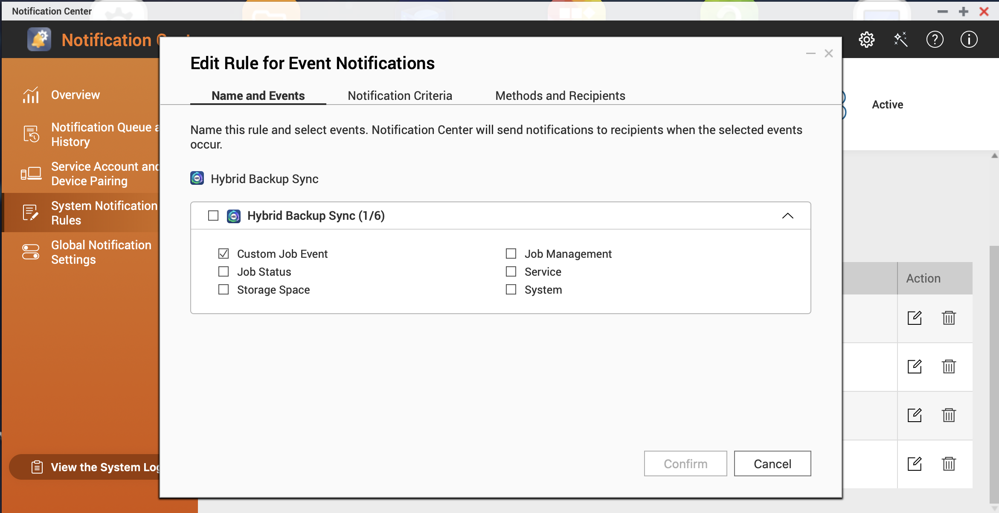 Notification Center
Notification
Edit Rule for Event Notifications
Name and Events
Notification Criteria
Methods and Recipients
Active
Overview
Notification Queue
History
Service Account and
Device Pairing
System Notification
Rules
Global Notification
Settings
View the System Log
Name this rule and select events. Notification Center will send notifications to recipients when the selected events
occur.
HBS
Hybrid Backup Sync
HBS
Hybrid Backup Sync (1/6)
Custom Job Event
Job Management
Job Status
Service
Storage Space
System
Action
Confirm
Cancel